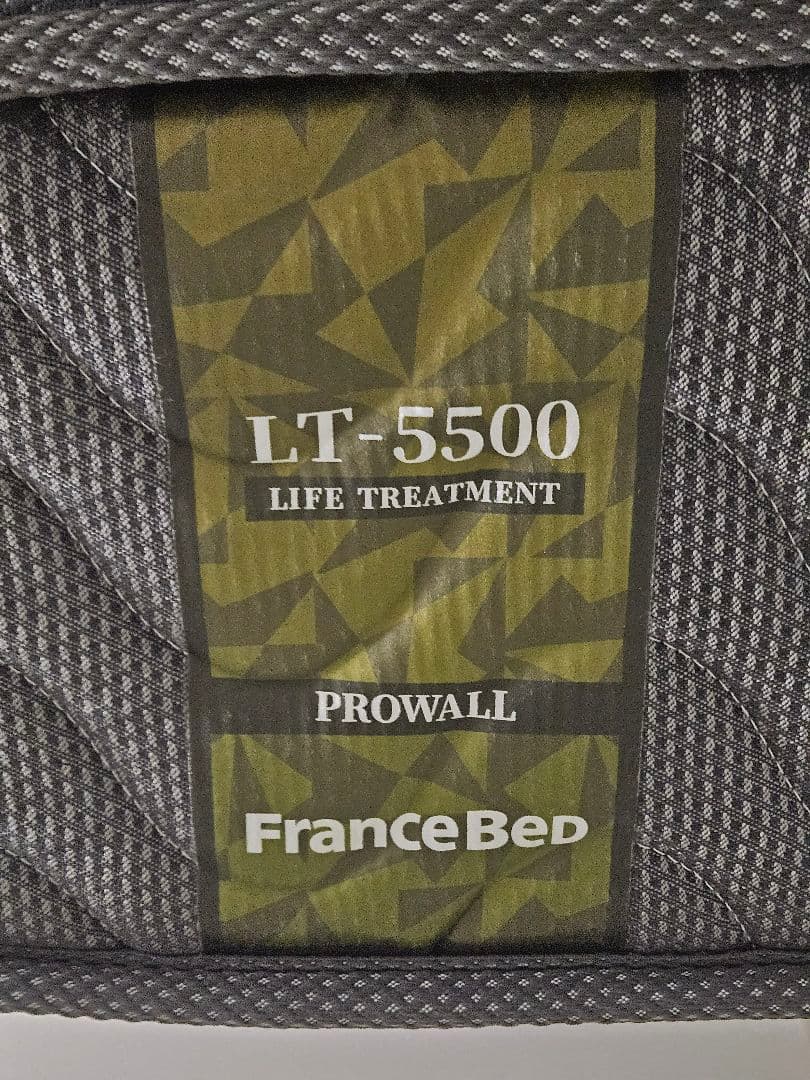 LT-5500
LIFE TREATMENT
PROWALL
FranceBed